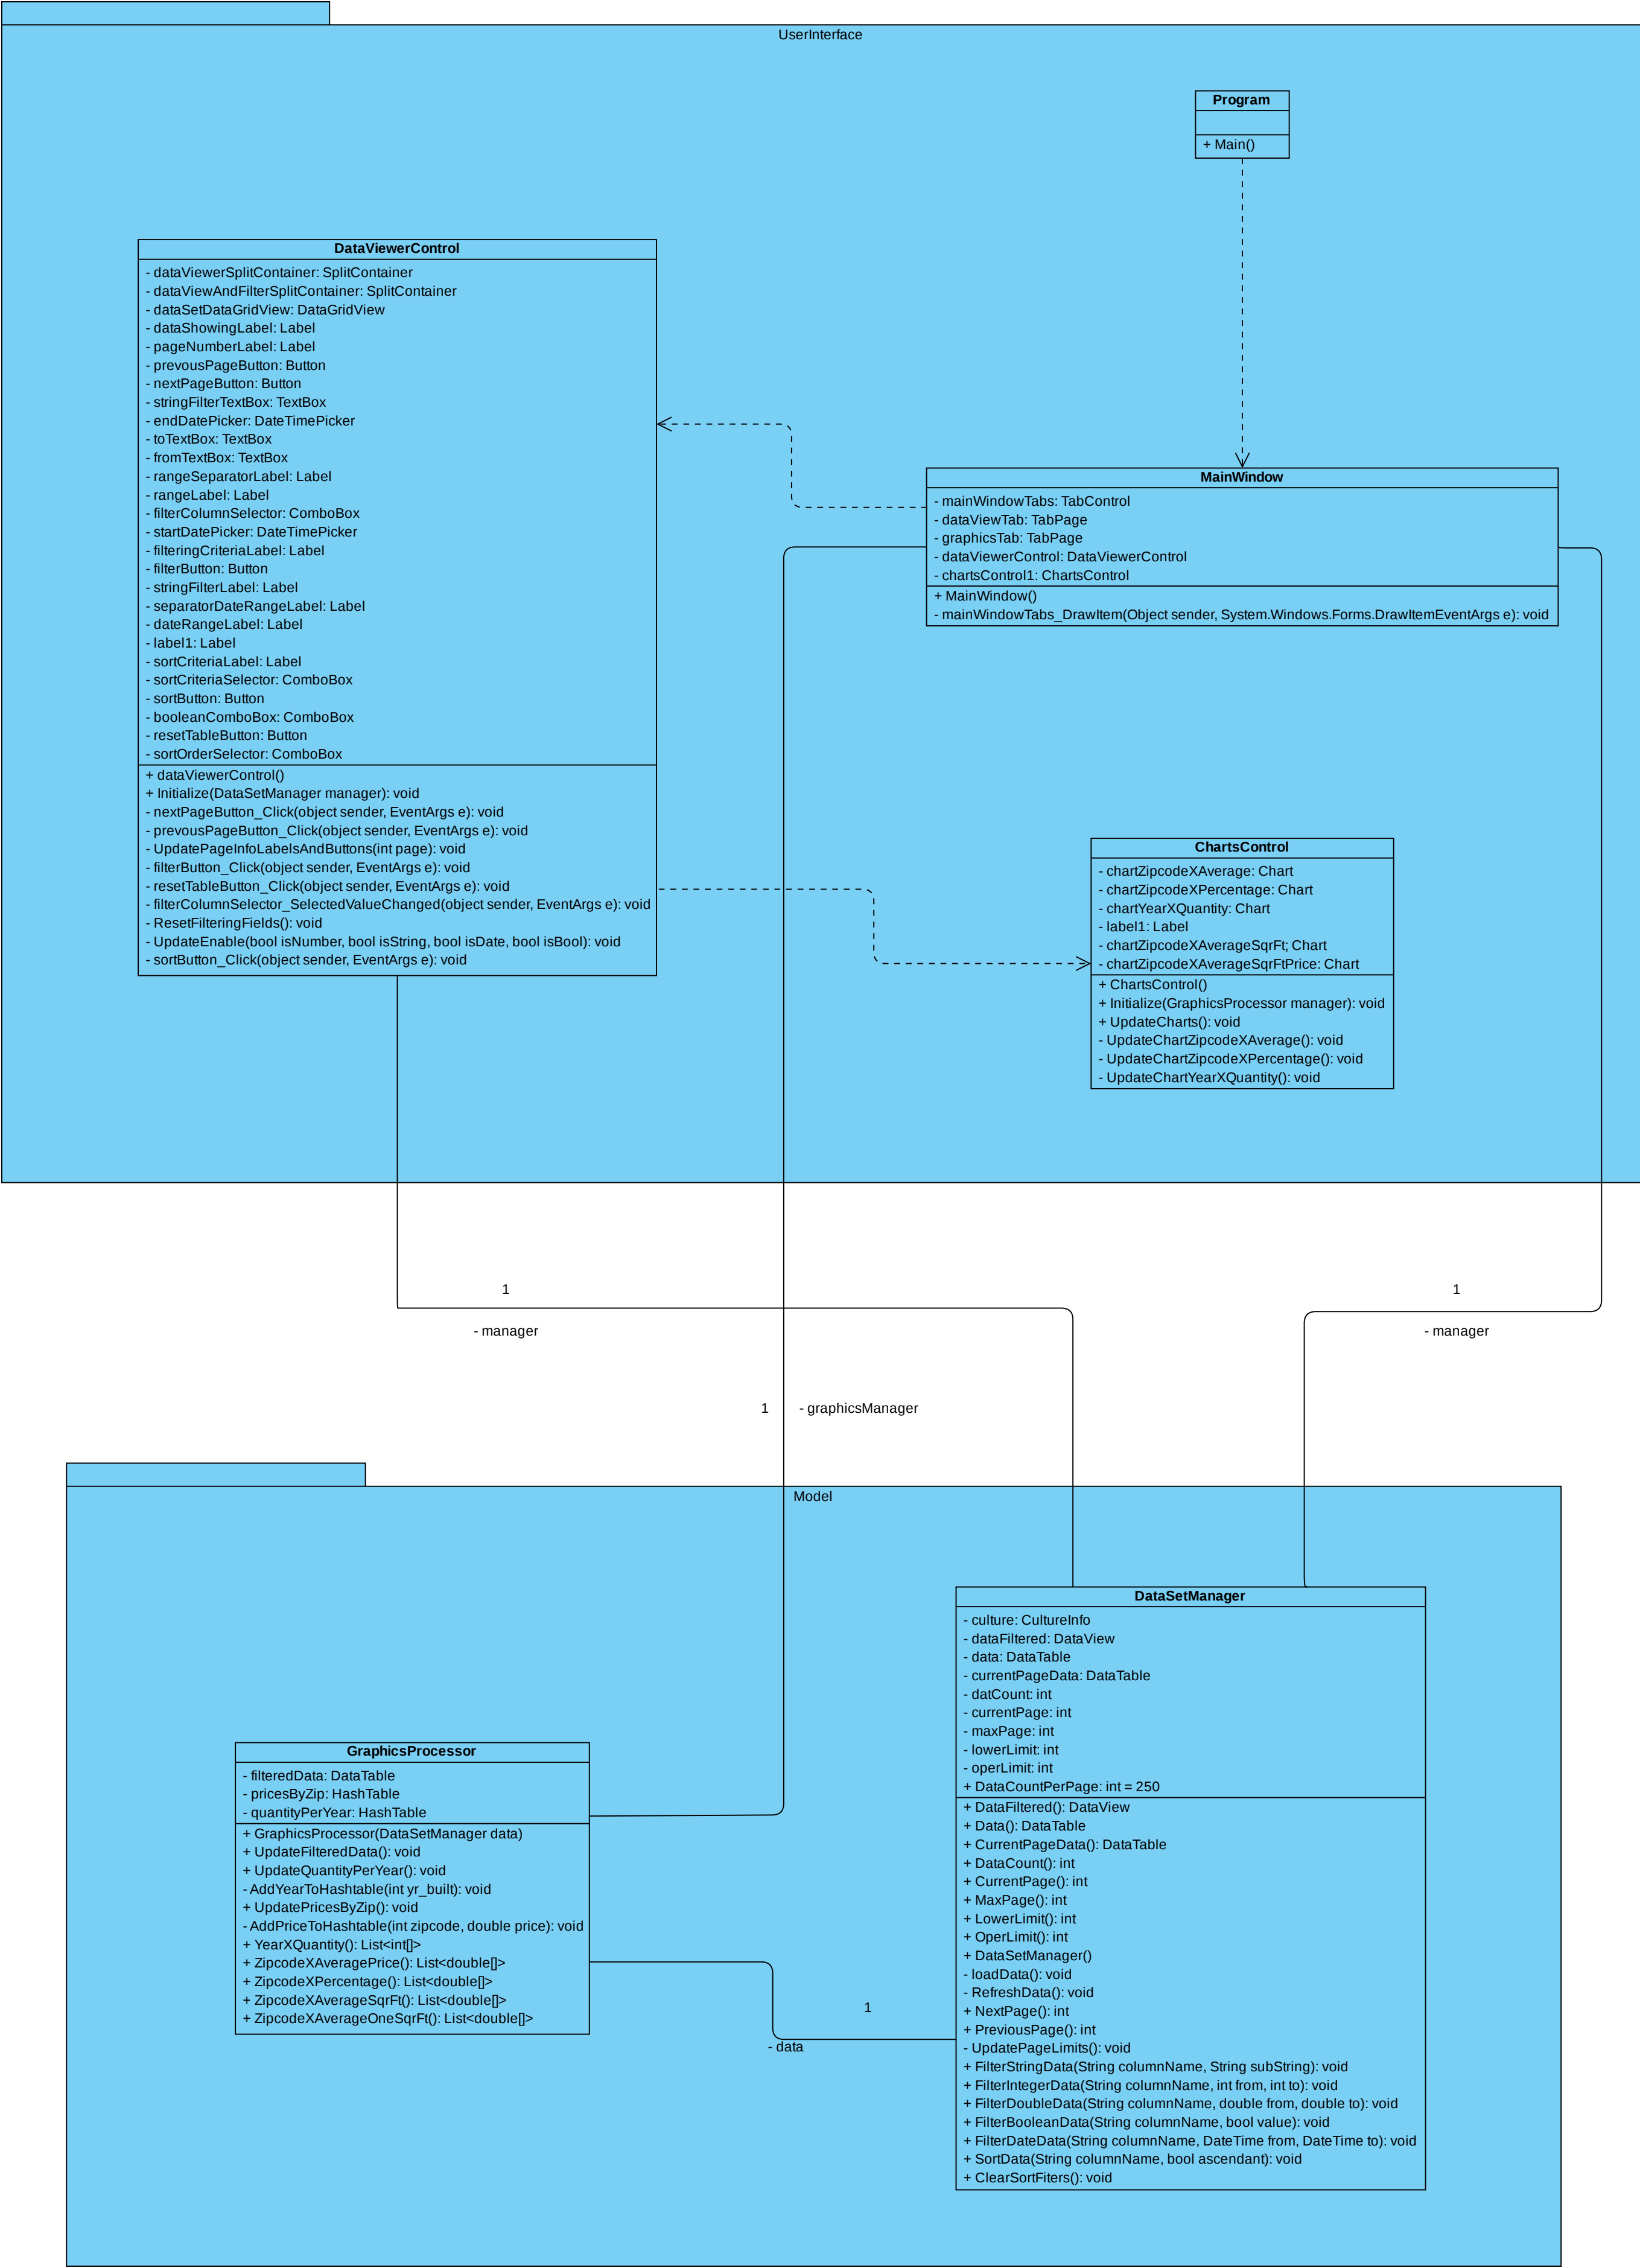 UserInterface
Program
+ Main()
DataViewerControl
- dataViewerSplitContainer: SplitContainer
- dataViewAndFilterSplitContainer: SplitContainer
- dataSetDataGridView: DataGridView
- dataShowingLabel: Label
- pageNumberLabel: Label
- prevousPageButton: Button
- nextPageButton: Button
- stringFilterTextBox: TextBox
- endDatePicker: DateTimePicker
- toTextBox: TextBox
- fromTextBox: TextBox
- rangeSeparatorLabel: Label
- rangeLabel: Label
- filterColumnSelector: ComboBox
- startDatePicker: DateTimePicker
- filteringCriteriaLabel: Label
- filterButton: Button
- stringFilterLabel: Label
- separatorDateRangeLabel: Label
- dateRangeLabel: Label
- label1: Label
- sortCriteriaLabel: Label
- sortCriteriaSelector: ComboBox
- sortButton: Button
- booleanComboBox: ComboBox
- resetTableButton: Button
- sortOrderSelector: ComboBox
+ dataViewerControl()
+ Initialize(DataSetManager manager): void
- nextPageButton_Click(object sender, EventArgs e): void
- prevousPageButton_Click(object sender, EventArgs e): void
- UpdatePageInfoLabelsAndButtons(int page): void
- filterButton_Click(object sender, EventArgs e): void
- resetTableButton_Click(object sender, EventArgs e): void
- filterColumnSelector_SelectedValueChanged(object sender, EventArgs e): void
- ResetFilteringFields(): void
- UpdateEnable(bool isNumber, bool isString, bool isDate, bool isBool): void
- sortButton_Click(object sender, EventArgs e): void
MainWindow
- mainWindowTabs: TabControl
- dataViewTab: TabPage
- graphicsTab: TabPage
- dataViewerControl: DataViewerControl
- chartsControl1: ChartsControl
+ MainWindow()
- mainWindowTabs_DrawItem(Object sender, System.Windows.Forms.DrawItemEventArgs e): void
ChartsControl
- chartZipcodeXAverage: Chart
- chartZipcodeXPercentage: Chart
- chartYearXQuantity: Chart
- label1: Label
- chartZipcodeXAverageSqrFt; Chart
- chartZipcodeXAverageSqrFtPrice: Chart
+ ChartsControl()
+ Initialize(GraphicsProcessor manager): void
+ UpdateCharts(): void
- UpdateChartZipcodeXAverage(): void
- UpdateChartZipcodeXPercentage(): void
- UpdateChartYearXQuantity(): void
1
- manager
1
- manager
1
- graphicsManager
Model
DataSetManager
- culture: CultureInfo
- dataFiltered: DataView
- data: DataTable
- currentPageData: DataTable
- datCount: int
- currentPage: int
- maxPage: int
- lowerLimit: int
- operLimit: int
+ DataCountPerPage: int = 250
+ DataFiltered(): DataView
+ Data(): DataTable
+ CurrentPageData(): DataTable
+ DataCount(): int
+ CurrentPage(): int
+ MaxPage(): int
+ LowerLimit(): int
+ OperLimit(): int
+ DataSetManager()
- loadData(): void
- RefreshData(): void
+ NextPage(): int
+ PreviousPage(): int
- UpdatePageLimits(): void
+ FilterStringData(String columnName, String subString): void
+ FilterIntegerData(String columnName, int from, int to): void
+ FilterDoubleData(String columnName, double from, double to): void
+ FilterBooleanData(String columnName, bool value): void
+ FilterDateData(String columnName, DateTime from, DateTime to): void
+ SortData(String columnName, bool ascendant): void
+ ClearSortFiters(): void
GraphicsProcessor
- filteredData: DataTable
- pricesByZip: HashTable
- quantityPerYear: HashTable
+ GraphicsProcessor(DataSetManager data)
+ UpdateFilteredData(): void
+ UpdateQuantityPerYear(): void
- AddYearToHashtable(int yr_built): void
+ UpdatePricesByZip(): void
- AddPriceToHashtable(int zipcode, double price): void
+ YearXQuantity(): List<int[]>
+ ZipcodeXAveragePrice(): List<double[]>
+ ZipcodeXPercentage(): List<double[]>
+ ZipcodeXAverageSqrFt(): List<double[]>
+ ZipcodeXAverageOneSqrFt(): List<double[]>
1
- data